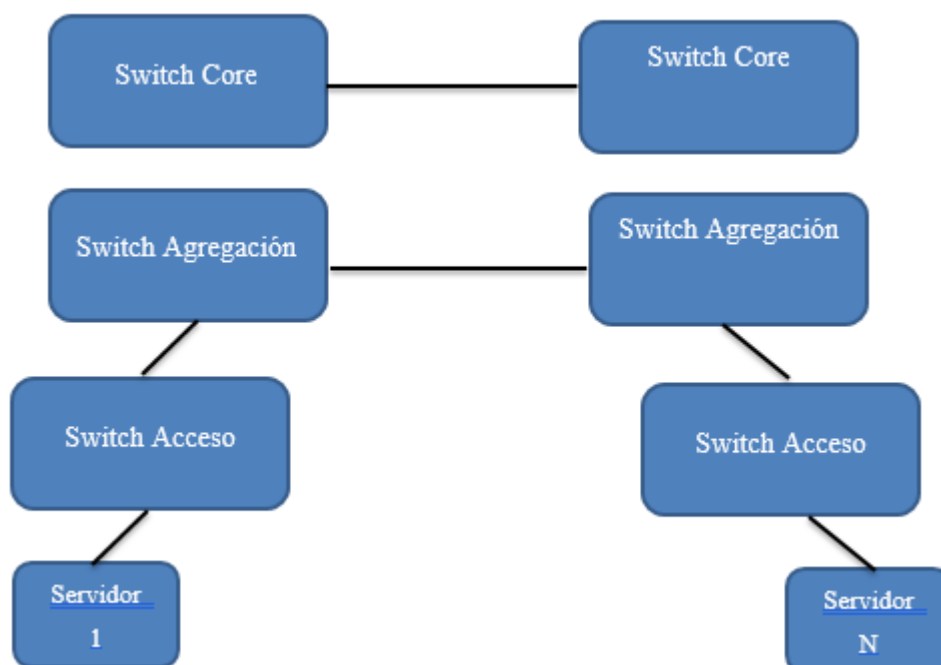 Switch Core
Switch Core
Switch Agregación
Switch Agregación
Switch Acceso
Switch Acceso
Servidor
1
Servidor
N